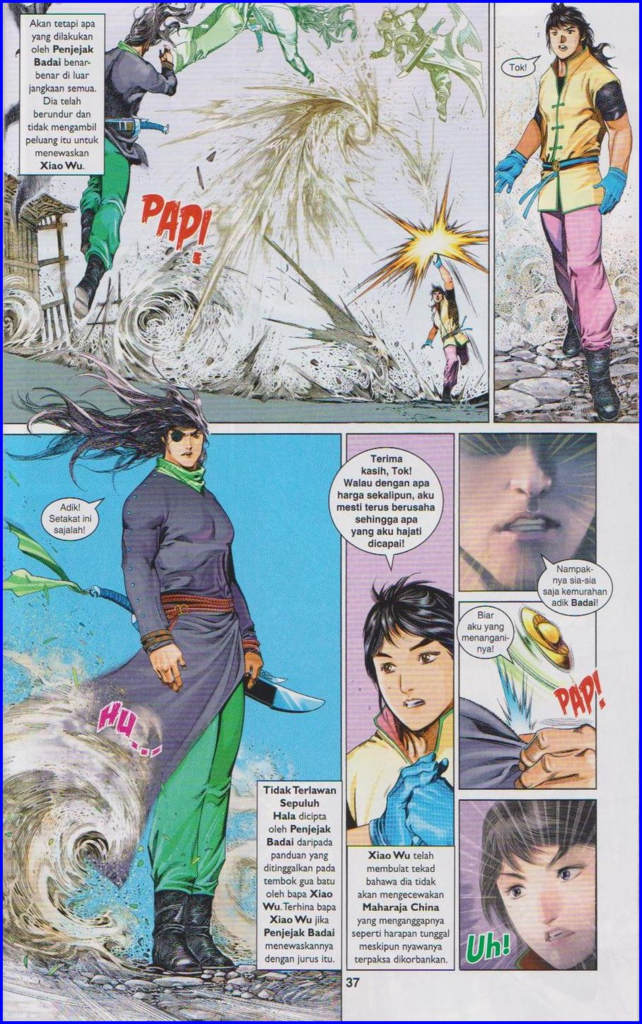 Akan tetapi apa
yang dilakukan
oleh Penjejak
Badai benar-
benar di luar
jangkaan semua.
Dia telah
berundur dan
tidak mengambil
peluang itu untuk
menewaskan
Xiao Wu.
PAP!
Tok!
Adik!
Setakat ini
sajalah!
HU...
Tidak Terlawan
Sepuluh
Hala dicipta
oleh Penjejak
Badai daripada
panduan yang
ditinggalkan pada
tembok gua batu
oleh bapa Xiao
Wu. Terhina bapa
Xiao Wu jika
Penjejak Badai
menewaskannya
dengan jurus itu.
Terima
kasih, Tok!
Walau dengan apa
harga sekalipun, aku
mesti terus berusaha
sehingga apa
yang aku hajati
dicapai!
Xiao Wu telah
membulat tekad
bahawa dia tidak
akan mengecewakan
Maharaja China
yang menganggapnya
seperti harapan tunggal
meskipun nyawanya
terpaksa dikorbankan.
Nampak-
nya sia-sia
saja kemurahan
adik Badai!
Biar
aku yang
menangani-
nya!
PAP!
Uh!
37